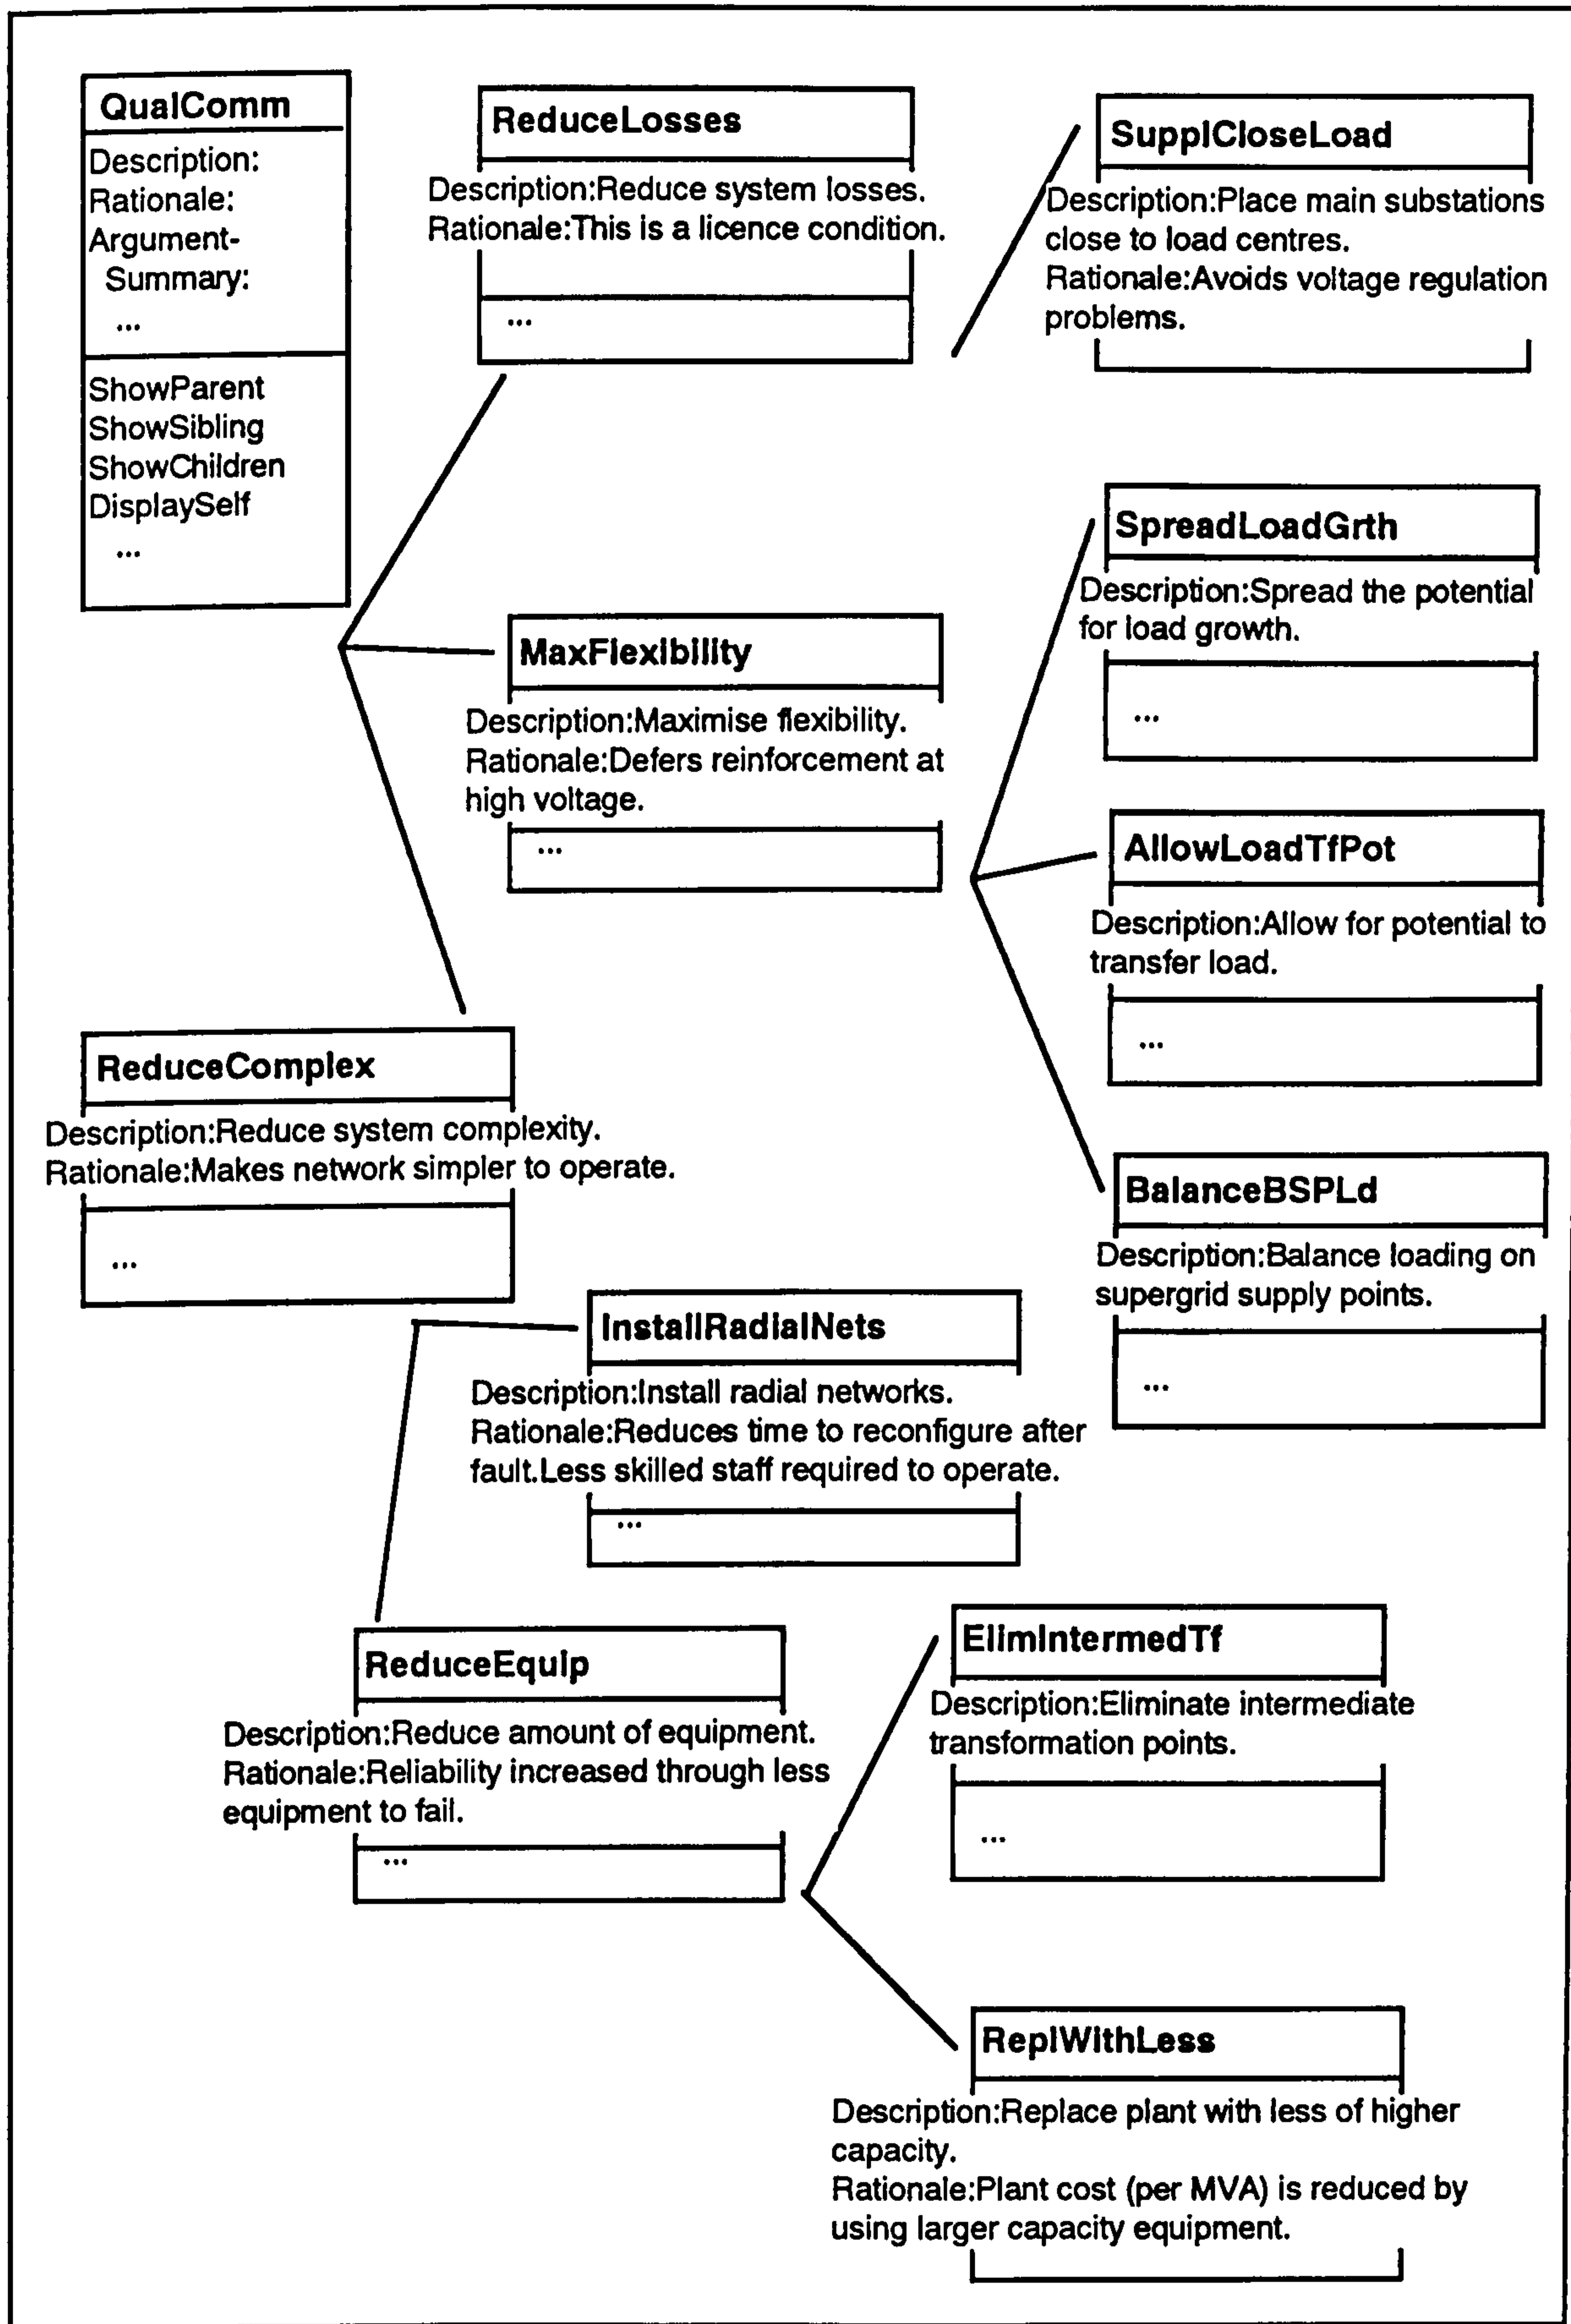 QualComm
Description:
Rationale:
Argument-
Summary:
...
ShowParent
ShowSibling
ShowChildren
DisplaySelf
...
ReduceLosses
Description:Reduce system losses.
Rationale:This is a licence condition.
...
SupplCloseLoad
Description:Place main substations
close to load centres.
Rationale:Avoids voltage regulation
problems.
MaxFlexibility
Description:Maximise flexibility.
Rationale:Defers reinforcement at
high voltage.
...
SpreadLoadGrth
Description:Spread the potential
for load growth.
...
AllowLoadTfPot
Description:Allow for potential to
transfer load.
...
BalanceBSPLd
Description:Balance loading on
supergrid supply points.
...
ReduceComplex
Description:Reduce system complexity.
Rationale:Makes network simpler to operate.
...
InstallRadialNets
Description:Install radial networks.
Rationale:Reduces time to reconfigure after
fault.Less skilled staff required to operate.
...
ReduceEquip
Description:Reduce amount of equipment.
Rationale:Reliability increased through less
equipment to fail.
...
ElimIntermedTf
Description:Eliminate intermediate
transformation points.
...
ReplWithLess
Description:Replace plant with less of higher
capacity.
Rationale:Plant cost (per MVA) is reduced by
using larger capacity equipment.